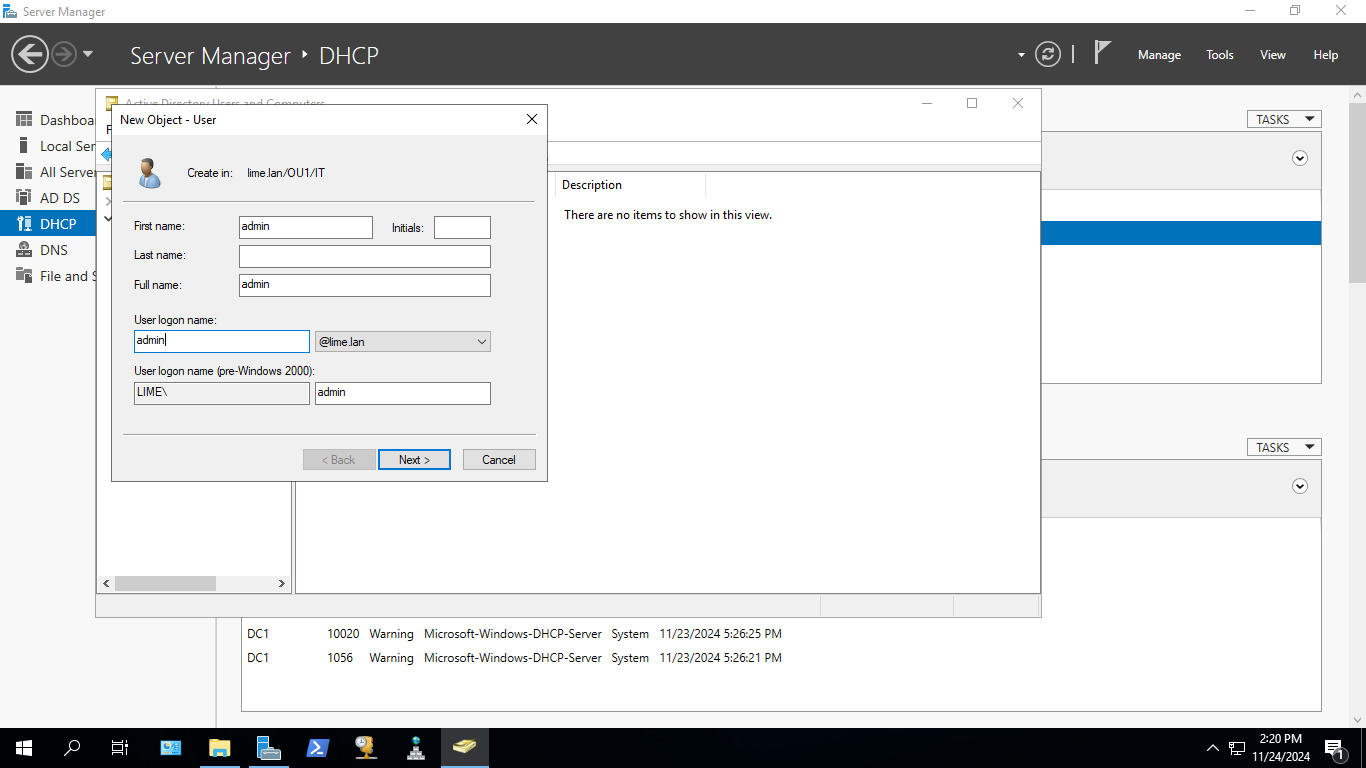 Server Manager
Server Manager ‣ DHCP
Manage Tools View Help
Dashboa
Local Ser
All Server
AD DS
DHCP
DNS
File and S
TASKS
New Object - User
Create in: lime.lan/OU1/IT
First name: admin Initials:
Last name:
Full name: admin
User logon name:
admin @lime.lan
User logon name (pre-Windows 2000):
LIME\ admin
< Back Next > Cancel
Active Directory Users and Computers
Description
There are no items to show in this view.
TASKS
DC1 10020 Warning Microsoft-Windows-DHCP-Server System 11/23/2024 5:26:25 PM
DC1 1056 Warning Microsoft-Windows-DHCP-Server System 11/23/2024 5:26:21 PM
2:20 PM
11/24/2024
1